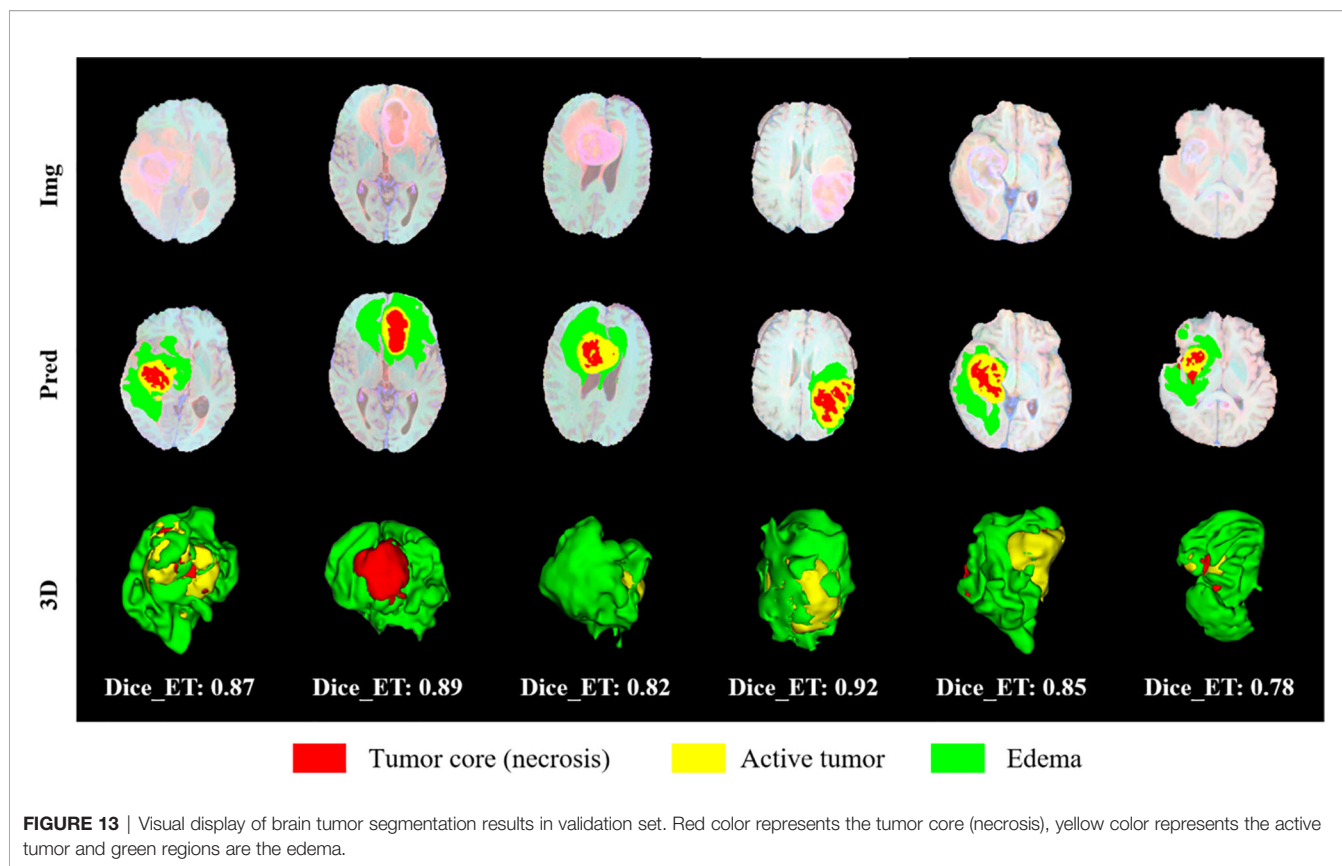 Img
Pred
3D
Dice_ET: 0.87 Dice_ET: 0.89 Dice_ET: 0.82 Dice_ET: 0.92 Dice_ET: 0.85 Dice_ET: 0.78
Tumor core (necrosis) Active tumor Edema
FIGURE 13 | Visual display of brain tumor segmentation results in validation set. Red color represents the tumor core (necrosis), yellow color represents the active
tumor and green regions are the edema.